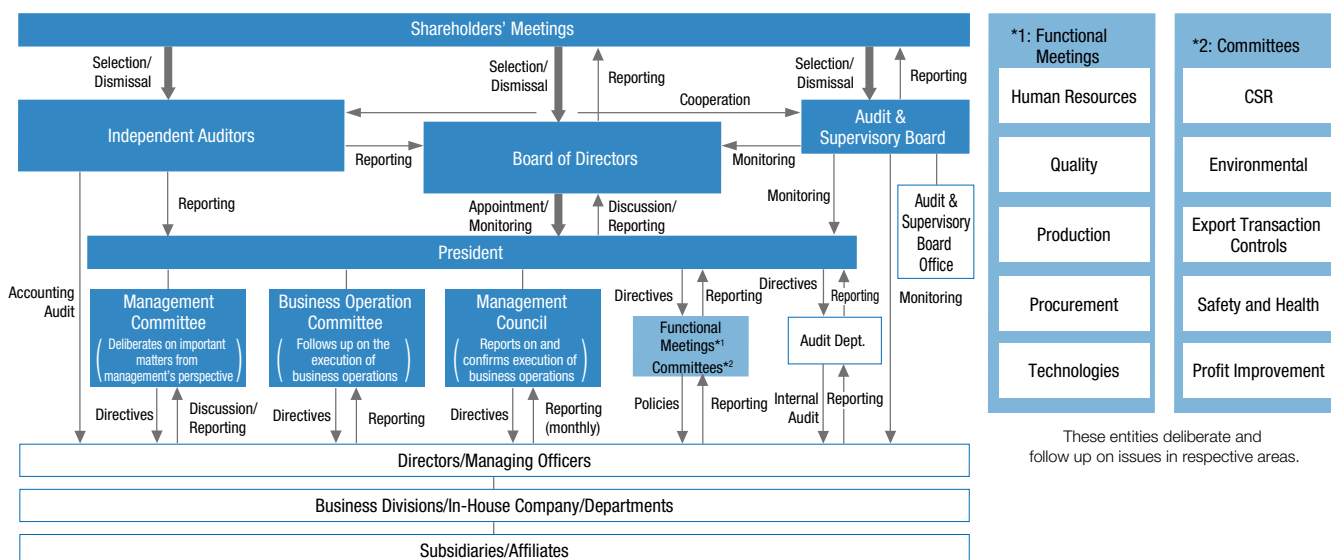 Shareholders' Meetings
Selection/
Dismissal
Selection/
Dismissal
Reporting
Selection/
Dismissal
Reporting
Cooperation
Independent Auditors
Reporting
Board of Directors
Monitoring
Audit &
Supervisory Board
Reporting
Appointment/
Monitoring
Discussion/
Reporting
Monitoring
Audit &
Supervisory
Board
Office
President
Accounting
Audit
Directives
Reporting
Directives
Reporting
Monitoring
Management
Committee
(Deliberates on important
matters from
management's perspective)
Business Operation
Committee
(Follows up on the
execution of
business operations)
Management
Council
(Reports on and
confirms execution of
business operations)
Functional
Meetings*1
Committees*2
Audit Dept.
Directives
Discussion/
Reporting
Directives
Reporting
Directives
Reporting
(monthly)
Policies
Reporting
Internal
Audit
Reporting
Directors/Managing Officers
Business Divisions/In-House Company/Departments
Subsidiaries/Affiliates
*1: Functional
Meetings
Human Resources
Quality
Production
Procurement
Technologies
*2: Committees
CSR
Environmental
Export Transaction
Controls
Safety and Health
Profit Improvement
These entities deliberate and
follow up on issues in respective areas.